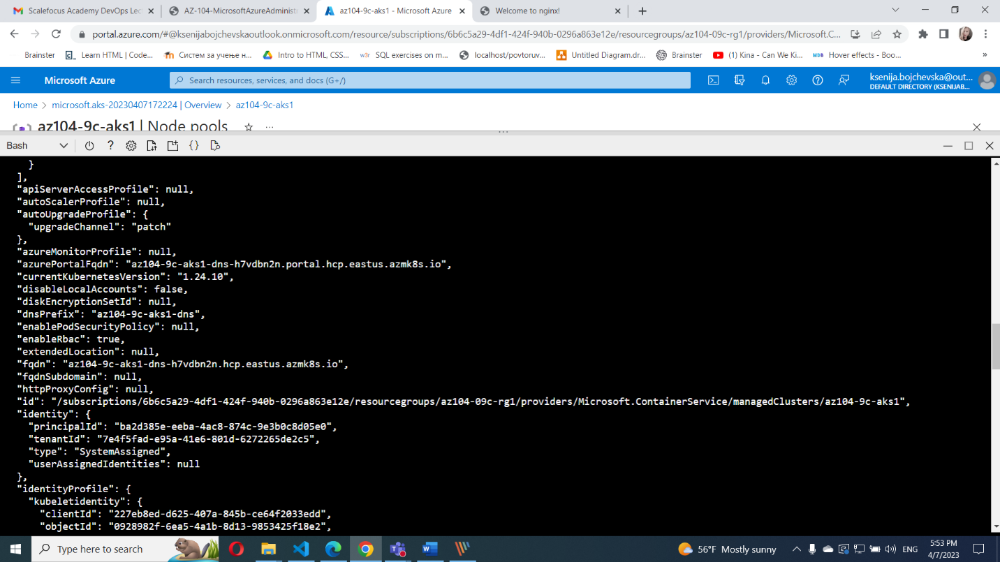 Scalefocus Academy DevOps Lec
AZ-104-MicrosoftAzureAdministr
az104-9c-aks1 - Microsoft Azure
Welcome to nginx!
portal.azure.com/#@ksenijabojchevskaoutlook.onmicrosoft.com/resource/subscriptions/6b6c5a29-4df1-424f-940b-0296a863e12e/resourcegroups/az104-09c-rg1/providers/Microsoft.C...
Brainster
Learn HTML | Code...
Систем за учење н...
Intro to HTML, CSS...
w3r SQL exercises on m...
localhost/povtoruv...
Untitled Diagram.dr...
Brainster
(1) Kina - Can We Ki...
MDB Hover effects - Boo...
»
Microsoft Azure
Search resources, services, and docs (G+/)
ksenija.bojchevska@out...
DEFAULT DIRECTORY (KSENIJAB...
Home > microsoft.aks-20230407172224 | Overview > az104-9c-aks1
az104-9c-aks1 | Node pools
...
Bash
?
{ }
}
],
"apiServerAccessProfile": null,
"autoScalerProfile": null,
"autoUpgradeProfile": {
"upgradeChannel": "patch"
},
"azureMonitorProfile": null,
"azurePortalFqdn": "az104-9c-aks1-dns-h7vdbn2n.portal.hcp.eastus.azmk8s.io",
"currentKubernetesVersion": "1.24.10",
"disableLocalAccounts": false,
"diskEncryptionSetId": null,
"dnsPrefix": "az104-9c-aks1-dns",
"enablePodSecurityPolicy": null,
"enableRbac": true,
"extendedLocation": null,
"fqdn": "az104-9c-aks1-dns-h7vdbn2n.hcp.eastus.azmk8s.io",
"fqdnSubdomain": null,
"httpProxyConfig": null,
"id": "/subscriptions/6b6c5a29-4df1-424f-940b-0296a863e12e/resourcegroups/az104-09c-rg1/providers/Microsoft.ContainerService/managedClusters/az104-9c-aks1",
"identity": {
"principalId": "ba2d385e-eeba-4ac8-874c-9e3b0c8d05e0",
"tenantId": "7e4f5fad-e95a-41e6-801d-6272265de2c5",
"type": "SystemAssigned",
"userAssignedIdentities": null
},
"identityProfile": {
"kubeletidentity": {
"clientId": "227eb8ed-d625-407a-845b-ce64f2033edd",
"objectId": "0928982f-6ea5-4a1b-8d13-9853425f18e2",
Type here to search
56°F Mostly sunny
ENG
5:53 PM
4/7/2023